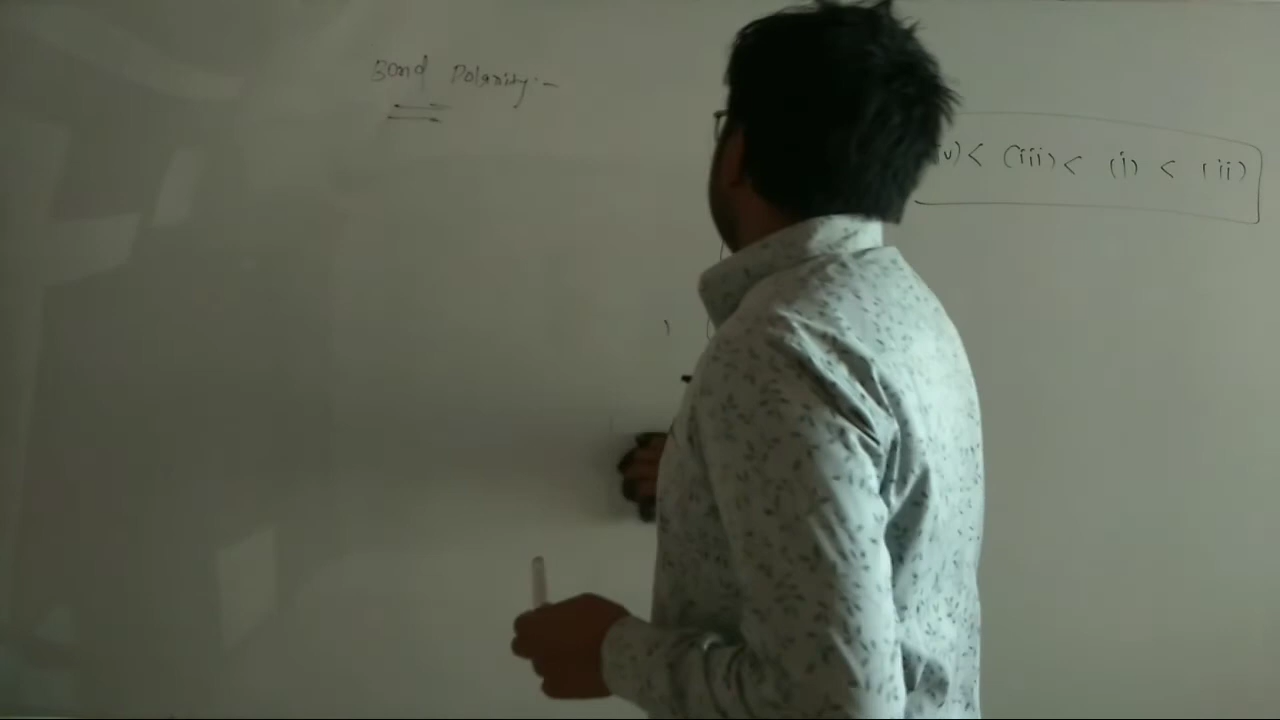 Bond Polarity:-
v) < (iii) < (i) < (ii)